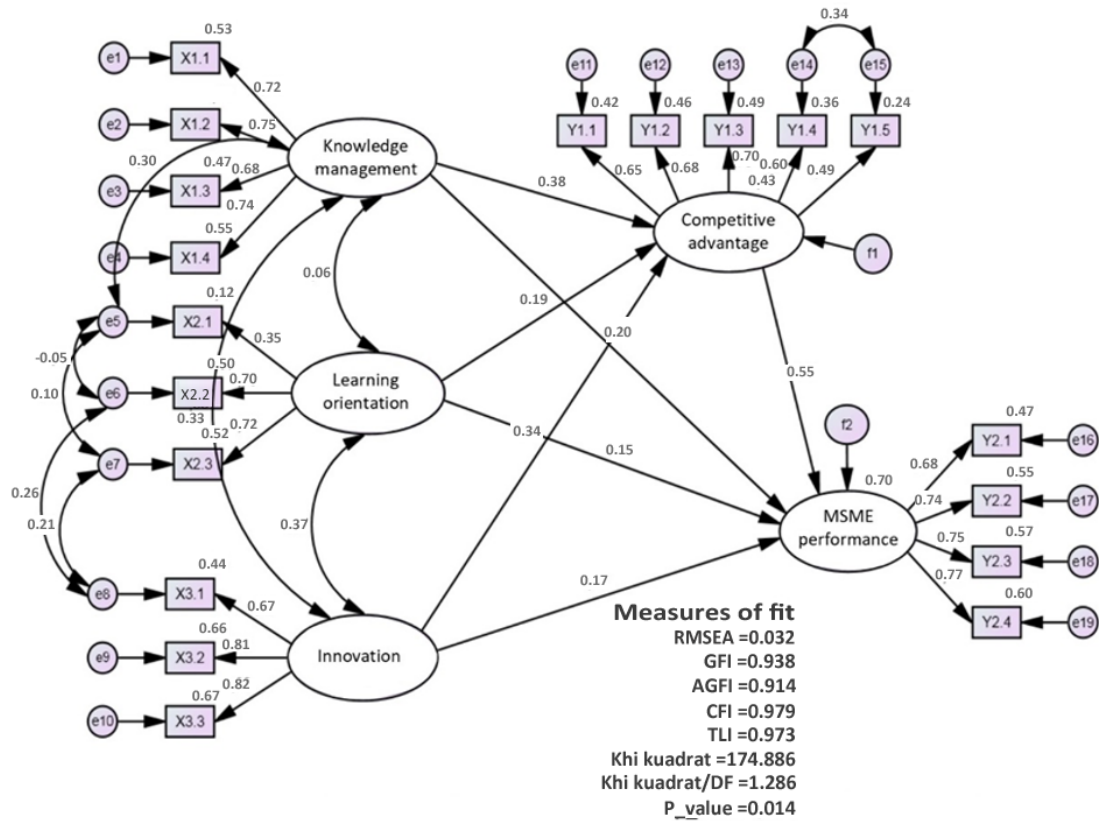 0.53
e1
X1.1
0.72
e2
X1.2
0.75
0.30
0.47
e3
X1.3
0.68
0.74
0.55
e4
X1.4
Knowledge
management
0.38
0.06
0.12
e5
X2.1
0.35
-0.05
0.50
e6
X2.2
0.70
0.10
0.33
0.52
0.72
e7
X2.3
Learning
orientation
0.19
0.20
0.34
0.15
0.26
0.21
0.37
0.44
e8
X3.1
0.67
0.66
e9
X3.2
0.81
0.82
0.67
e10
X3.3
Innovation
0.17
0.34
e11
e12
e13
e14
e15
0.42
0.46
0.49
0.36
0.24
Y1.1
Y1.2
Y1.3
Y1.4
Y1.5
0.65
0.68
0.70
0.60
0.49
0.43
Competitive
advantage
f1
0.55
f2
0.70
MSME
performance
0.47
Y2.1
e16
0.68
0.55
0.74
Y2.2
e17
0.57
0.75
Y2.3
e18
0.77
0.60
Y2.4
e19
Measures of fit
RMSEA =0.032
GFI =0.938
AGFI =0.914
CFI =0.979
TLI =0.973
Khi kuadrat =174.886
Khi kuadrat/DF =1.286
P_value =0.014